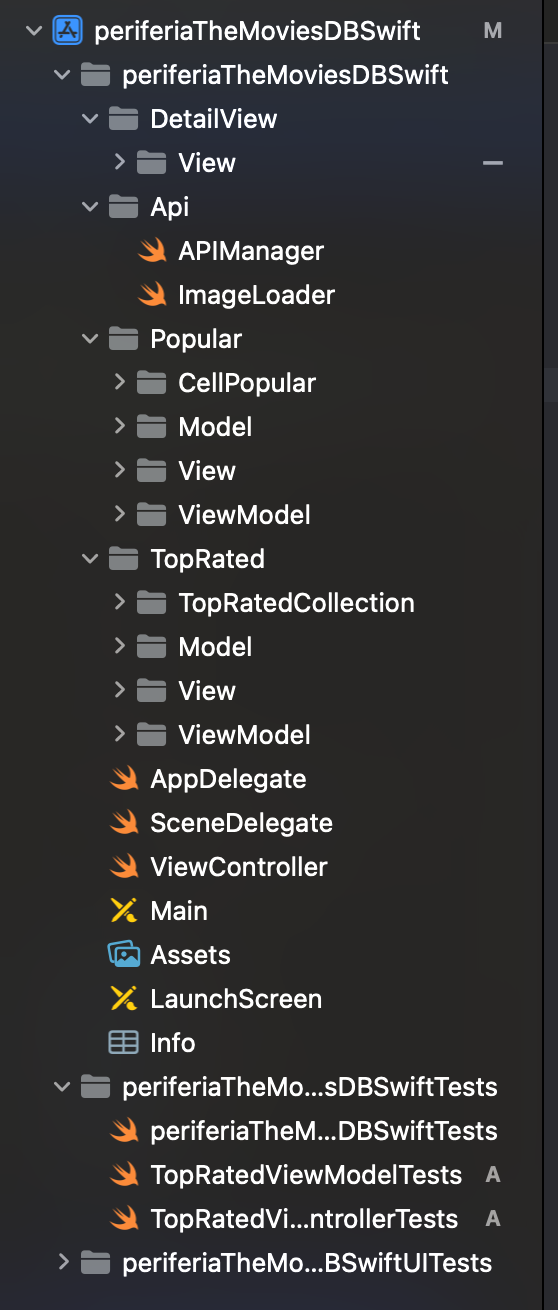 periferiaTheMoviesDBSwift M
periferiaTheMoviesDBSwift
DetailView
View
Api
APIManager
ImageLoader
Popular
CellPopular
Model
View
ViewModel
TopRated
TopRatedCollection
Model
View
ViewModel
AppDelegate
SceneDelegate
ViewController
Main
Assets
LaunchScreen
Info
periferiaTheMo...sDBSwiftTests
periferiaTheM...DBSwiftTests
TopRatedViewModelTests A
TopRatedVi...ntrollerTests A
periferiaTheMo...BSwiftUITests